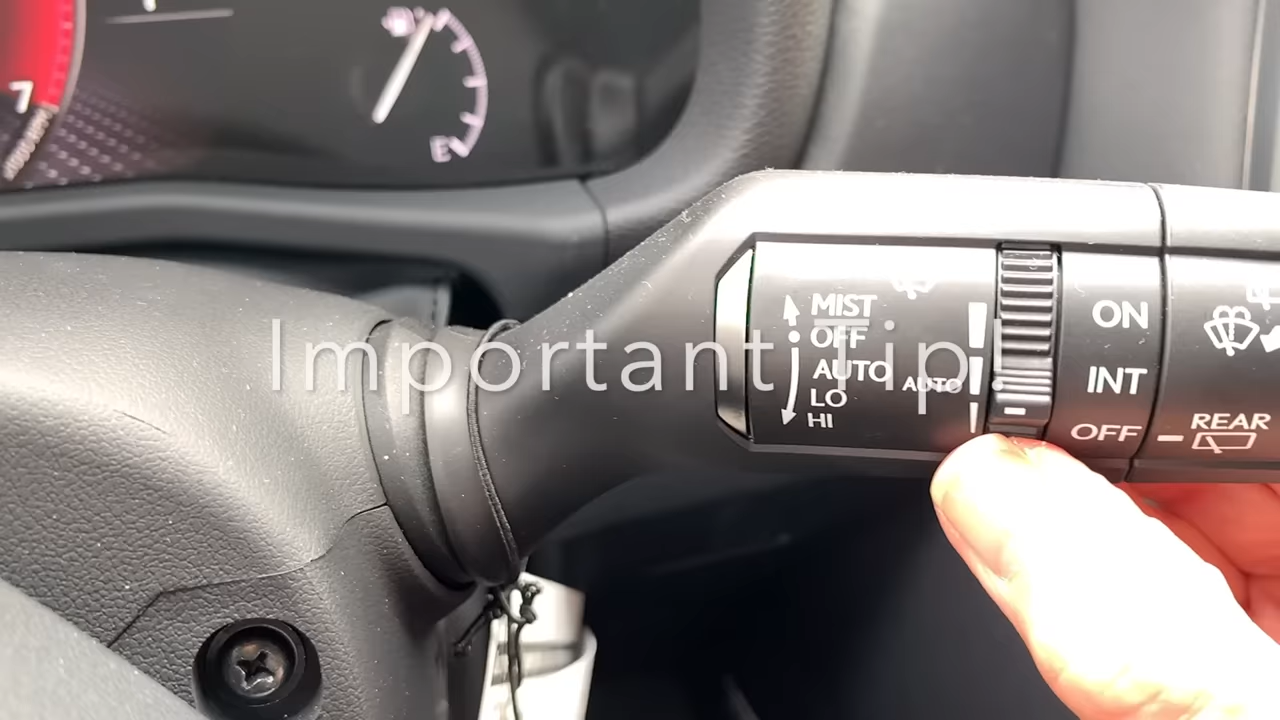 7
E
Important Tip!
MIST
OFF
AUTO
LO
HI
AUTO
ON
INT
OFF
REAR